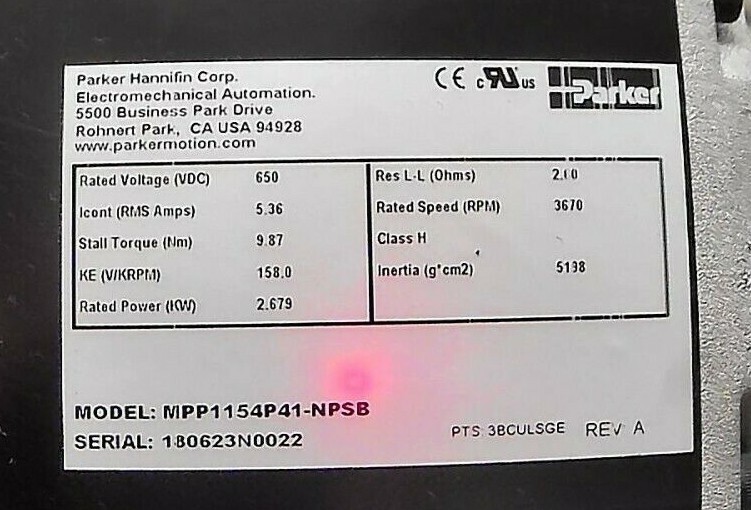 Parker Hannifin Corp.
Electromechanical Automation.
5500 Business Park Drive
Rohnert Park, CA USA 94928
www.parkermotion.com
CE c RU US Parker
Rated Voltage (VDC) 650
Icont (RMS Amps) 5.36
Stall Torque (Nm) 9.87
KE (V/KRPM) 158.0
Rated Power (KW) 2.679
Res L-L (Ohms)
Rated Speed (RPM) 3670
Class H
Inertia (g*cm2) 5198
MODEL: MPP1154P41-NPSB
SERIAL: 180623N0022
PTS 3BCULSGE REV A